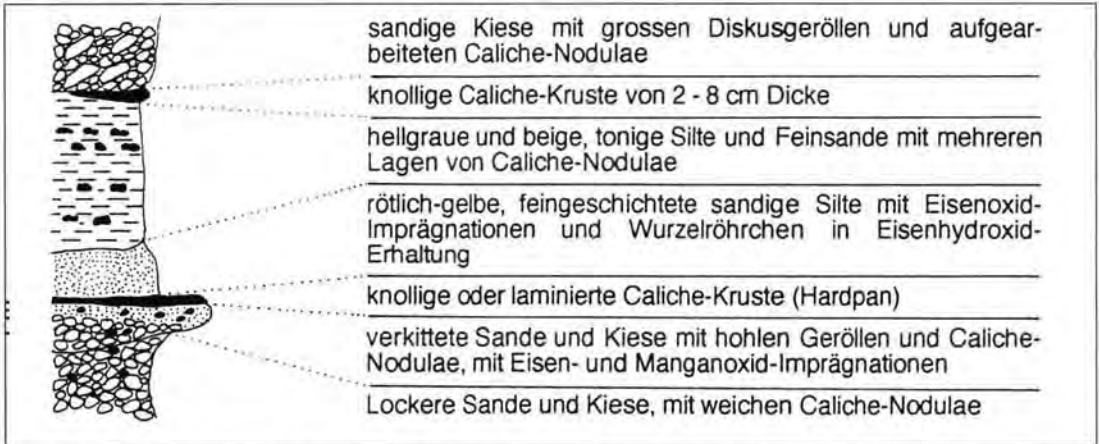 sandige Kiese mit grossen Diskusgeröllen und aufgear-
beiteten Caliche-Nodulae
knollige Caliche-Kruste von 2 - 8 cm Dicke
hellgraue und beige, tonige Silte und Feinsande mit mehreren
Lagen von Caliche-Nodulae
rötlich-gelbe, feingeschichtete sandige Silte mit Eisenoxid-
Imprägnationen und Wurzelröhrchen in Eisenhydroxid-
Erhaltung
knollige oder laminierte Caliche-Kruste (Hardpan)
verkittete Sande und Kiese mit hohlen Geröllen und Caliche-
Nodulae, mit Eisen- und Manganoxid-Imprägnationen
Lockere Sande und Kiese, mit weichen Caliche-Nodulae